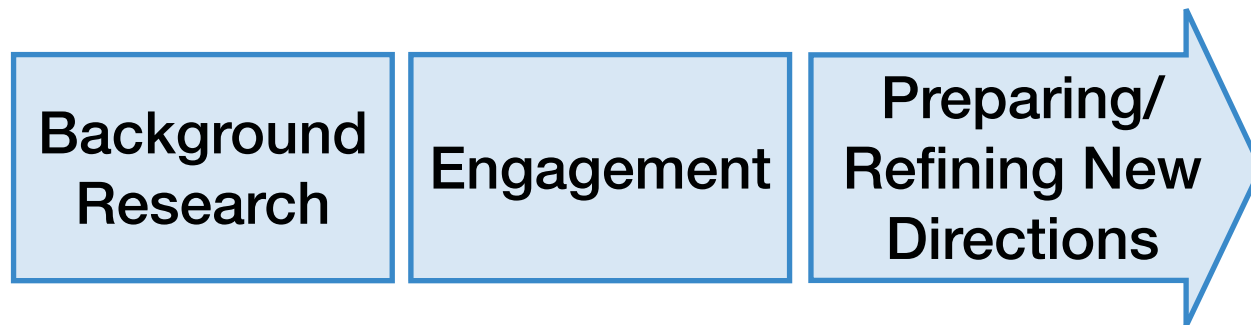 Background
Research
Engagement
Preparing/
Refining New
Directions